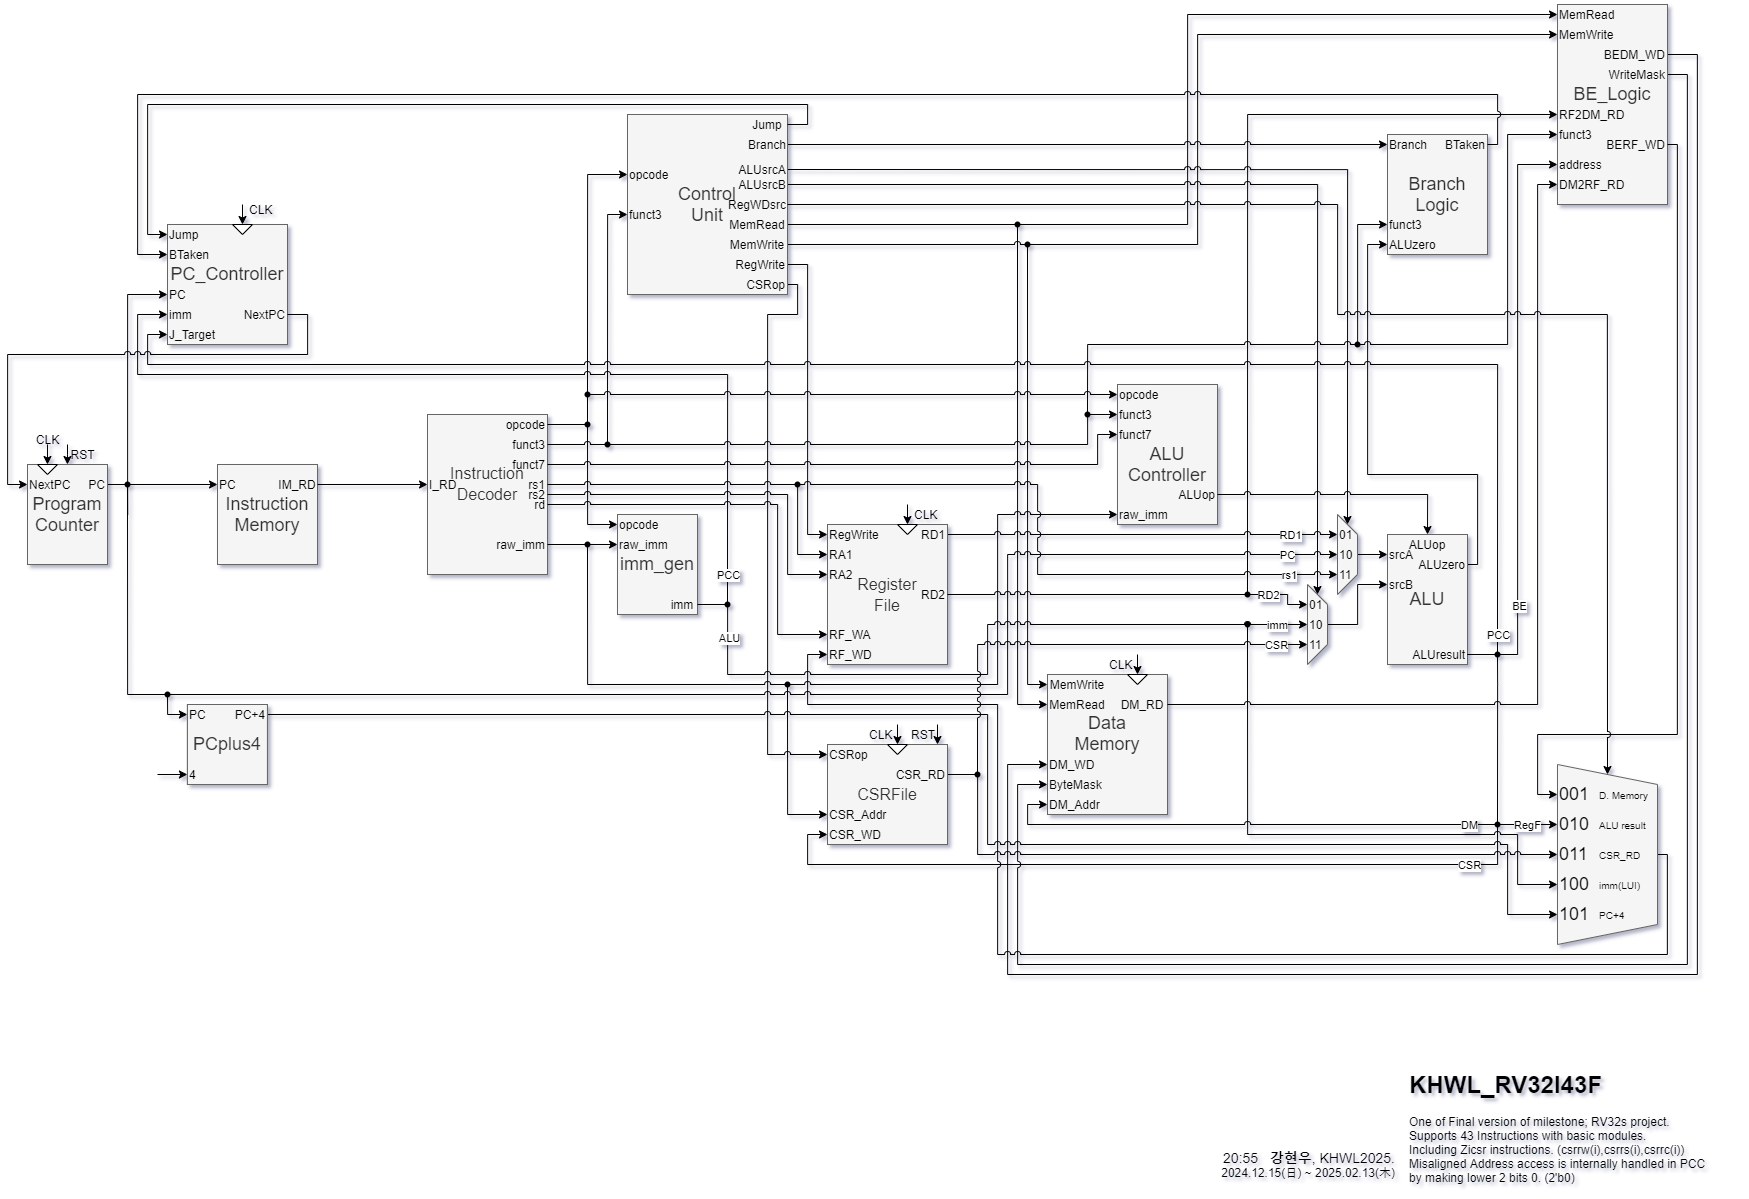 MemRead
MemWrite
BEDM_WD
WriteMask
BE_Logic
RF2DM_RD
funct3
BERF_WD
address
DM2RF_RD
Jump
Branch
opcode
ALUsrcA
ALUsrcB
Control
Unit
RegWDsrc
funct3
MemRead
MemWrite
RegWrite
CSRop
Branch
BTaken
Branch
Logic
funct3
ALUzero
CLK
Jump
BTaken
PC_Controller
PC
imm
NextPC
J_Target
CLK
RST
NextPC
PC
Program
Counter
PC
IM_RD
Instruction
Memory
opcode
funct3
funct7
Instruction
Decoder
I_RD
rs1
rs2
rd
raw_imm
opcode
raw_imm
imm_gen
imm
PCC
ALU
opcode
funct3
funct7
ALU
Controller
ALUop
raw_imm
CLK
RegWrite
RD1
RA1
RA2
Register
File
RD2
RF_WA
RF_WD
RD1
PC
rs1
01
10
11
RD2
imm
CSR
01
10
11
ALUop
srcA
ALUzero
srcB
ALU
ALUresult
BE
PCC
PC
PC+4
PCplus4
4
CLK
RST
CSRop
CSR_RD
CSRFile
CSR_Addr
CSR_WD
CLK
MemWrite
MemRead
DM_RD
Data
Memory
DM_WD
ByteMask
DM_Addr
DM
RegF
CSR
001 D. Memory
010 ALU result
011 CSR_RD
100 imm(LUI)
101 PC+4
KHWL_RV32I43F
One of Final version of milestone; RV32s project.
Supports 43 Instructions with basic modules.
Including Zicsr instructions. (csrrw(i),csrrs(i),csrrc(i))
Misaligned Address access is internally handled in PCC
by making lower 2 bits 0. (2'b0)
20:55 강현우, KHWL2025.
2024.12.15(日) ~ 2025.02.13(木)